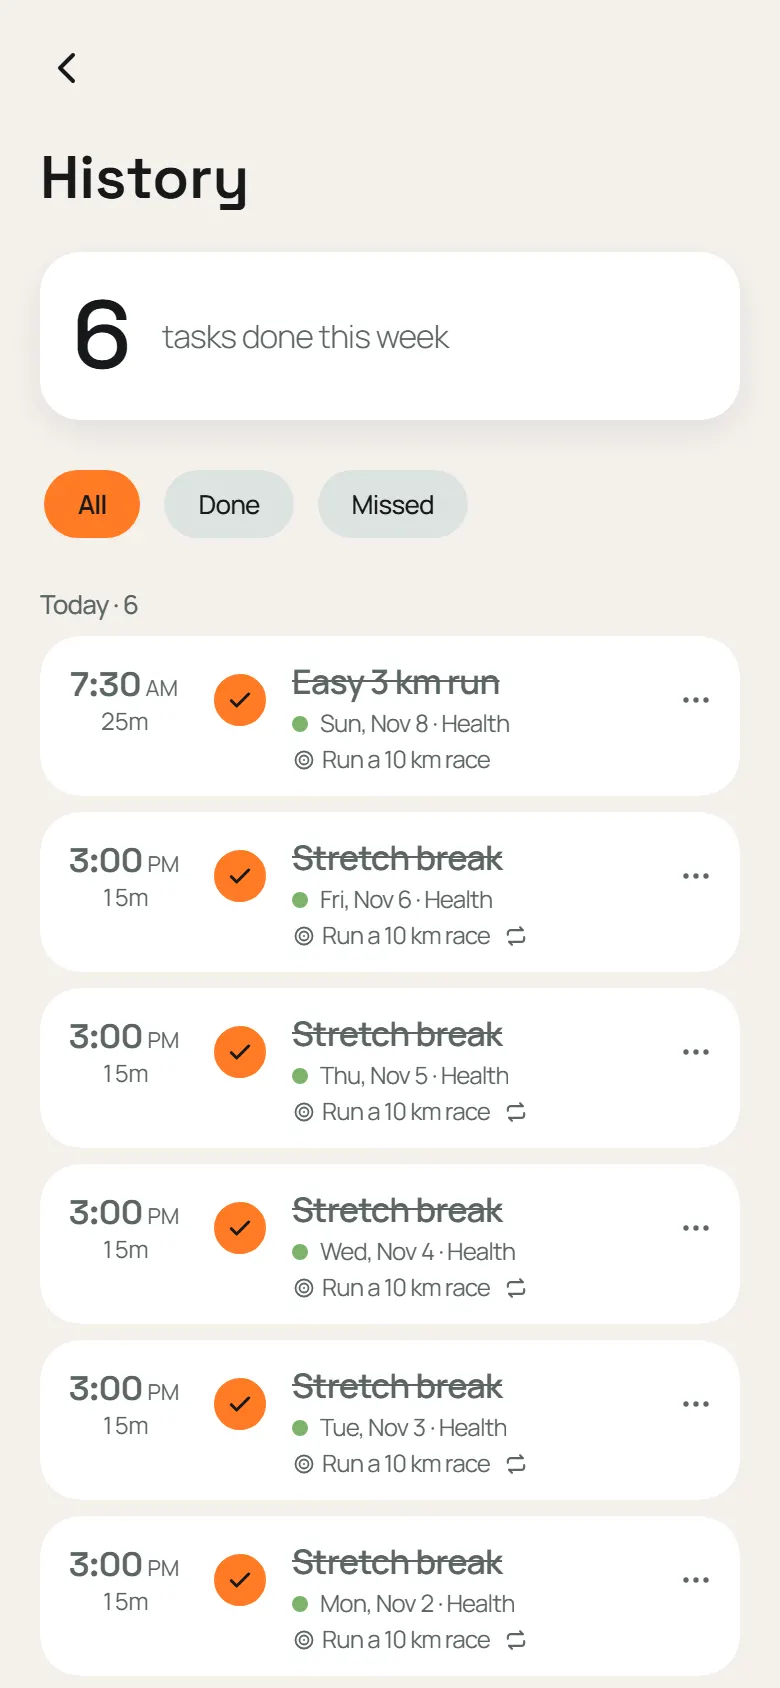 History
6 tasks done this week
All Done Missed
Today · 6
7:30 AM
25m
Easy 3 km run
Sun, Nov 8 · Health
Run a 10 km race
3:00 PM
15m
Stretch break
Fri, Nov 6 · Health
Run a 10 km race
3:00 PM
15m
Stretch break
Thu, Nov 5 · Health
Run a 10 km race
3:00 PM
15m
Stretch break
Wed, Nov 4 · Health
Run a 10 km race
3:00 PM
15m
Stretch break
Tue, Nov 3 · Health
Run a 10 km race
3:00 PM
15m
Stretch break
Mon, Nov 2 · Health
Run a 10 km race